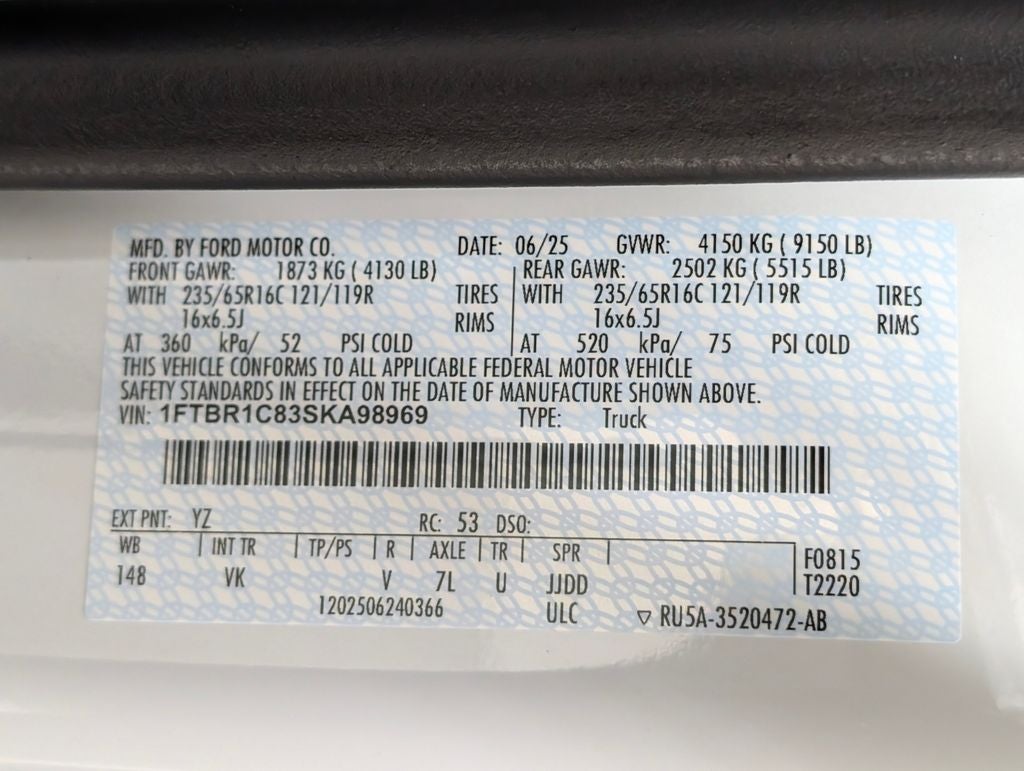 MFD. BY FORD MOTOR CO. DATE: 06/25 GVWR: 4150 KG ( 9150 LB)
FRONT GAWR: 1873 KG ( 4130 LB) REAR GAWR: 2502 KG ( 5515 LB)
WITH 235/65R16C 121/119R TIRES WITH 235/65R16C 121/119R TIRES
16x6.5J RIMS 16x6.5J RIMS
AT 360 kPa/ 52 PSI COLD AT 520 kPa/ 75 PSI COLD
THIS VEHICLE CONFORMS TO ALL APPLICABLE FEDERAL MOTOR VEHICLE
SAFETY STANDARDS IN EFFECT ON THE DATE OF MANUFACTURE SHOWN ABOVE.
VIN: 1FTBR1C83SKA98969 TYPE: Truck
EXT PNT: YZ RC: 53 DSO:
WB INT TR TP/PS R AXLE TR SPR F0815
148 VK V 7L U JJDD T2220
1202506240366 ULC ▽ RU5A-3520472-AB